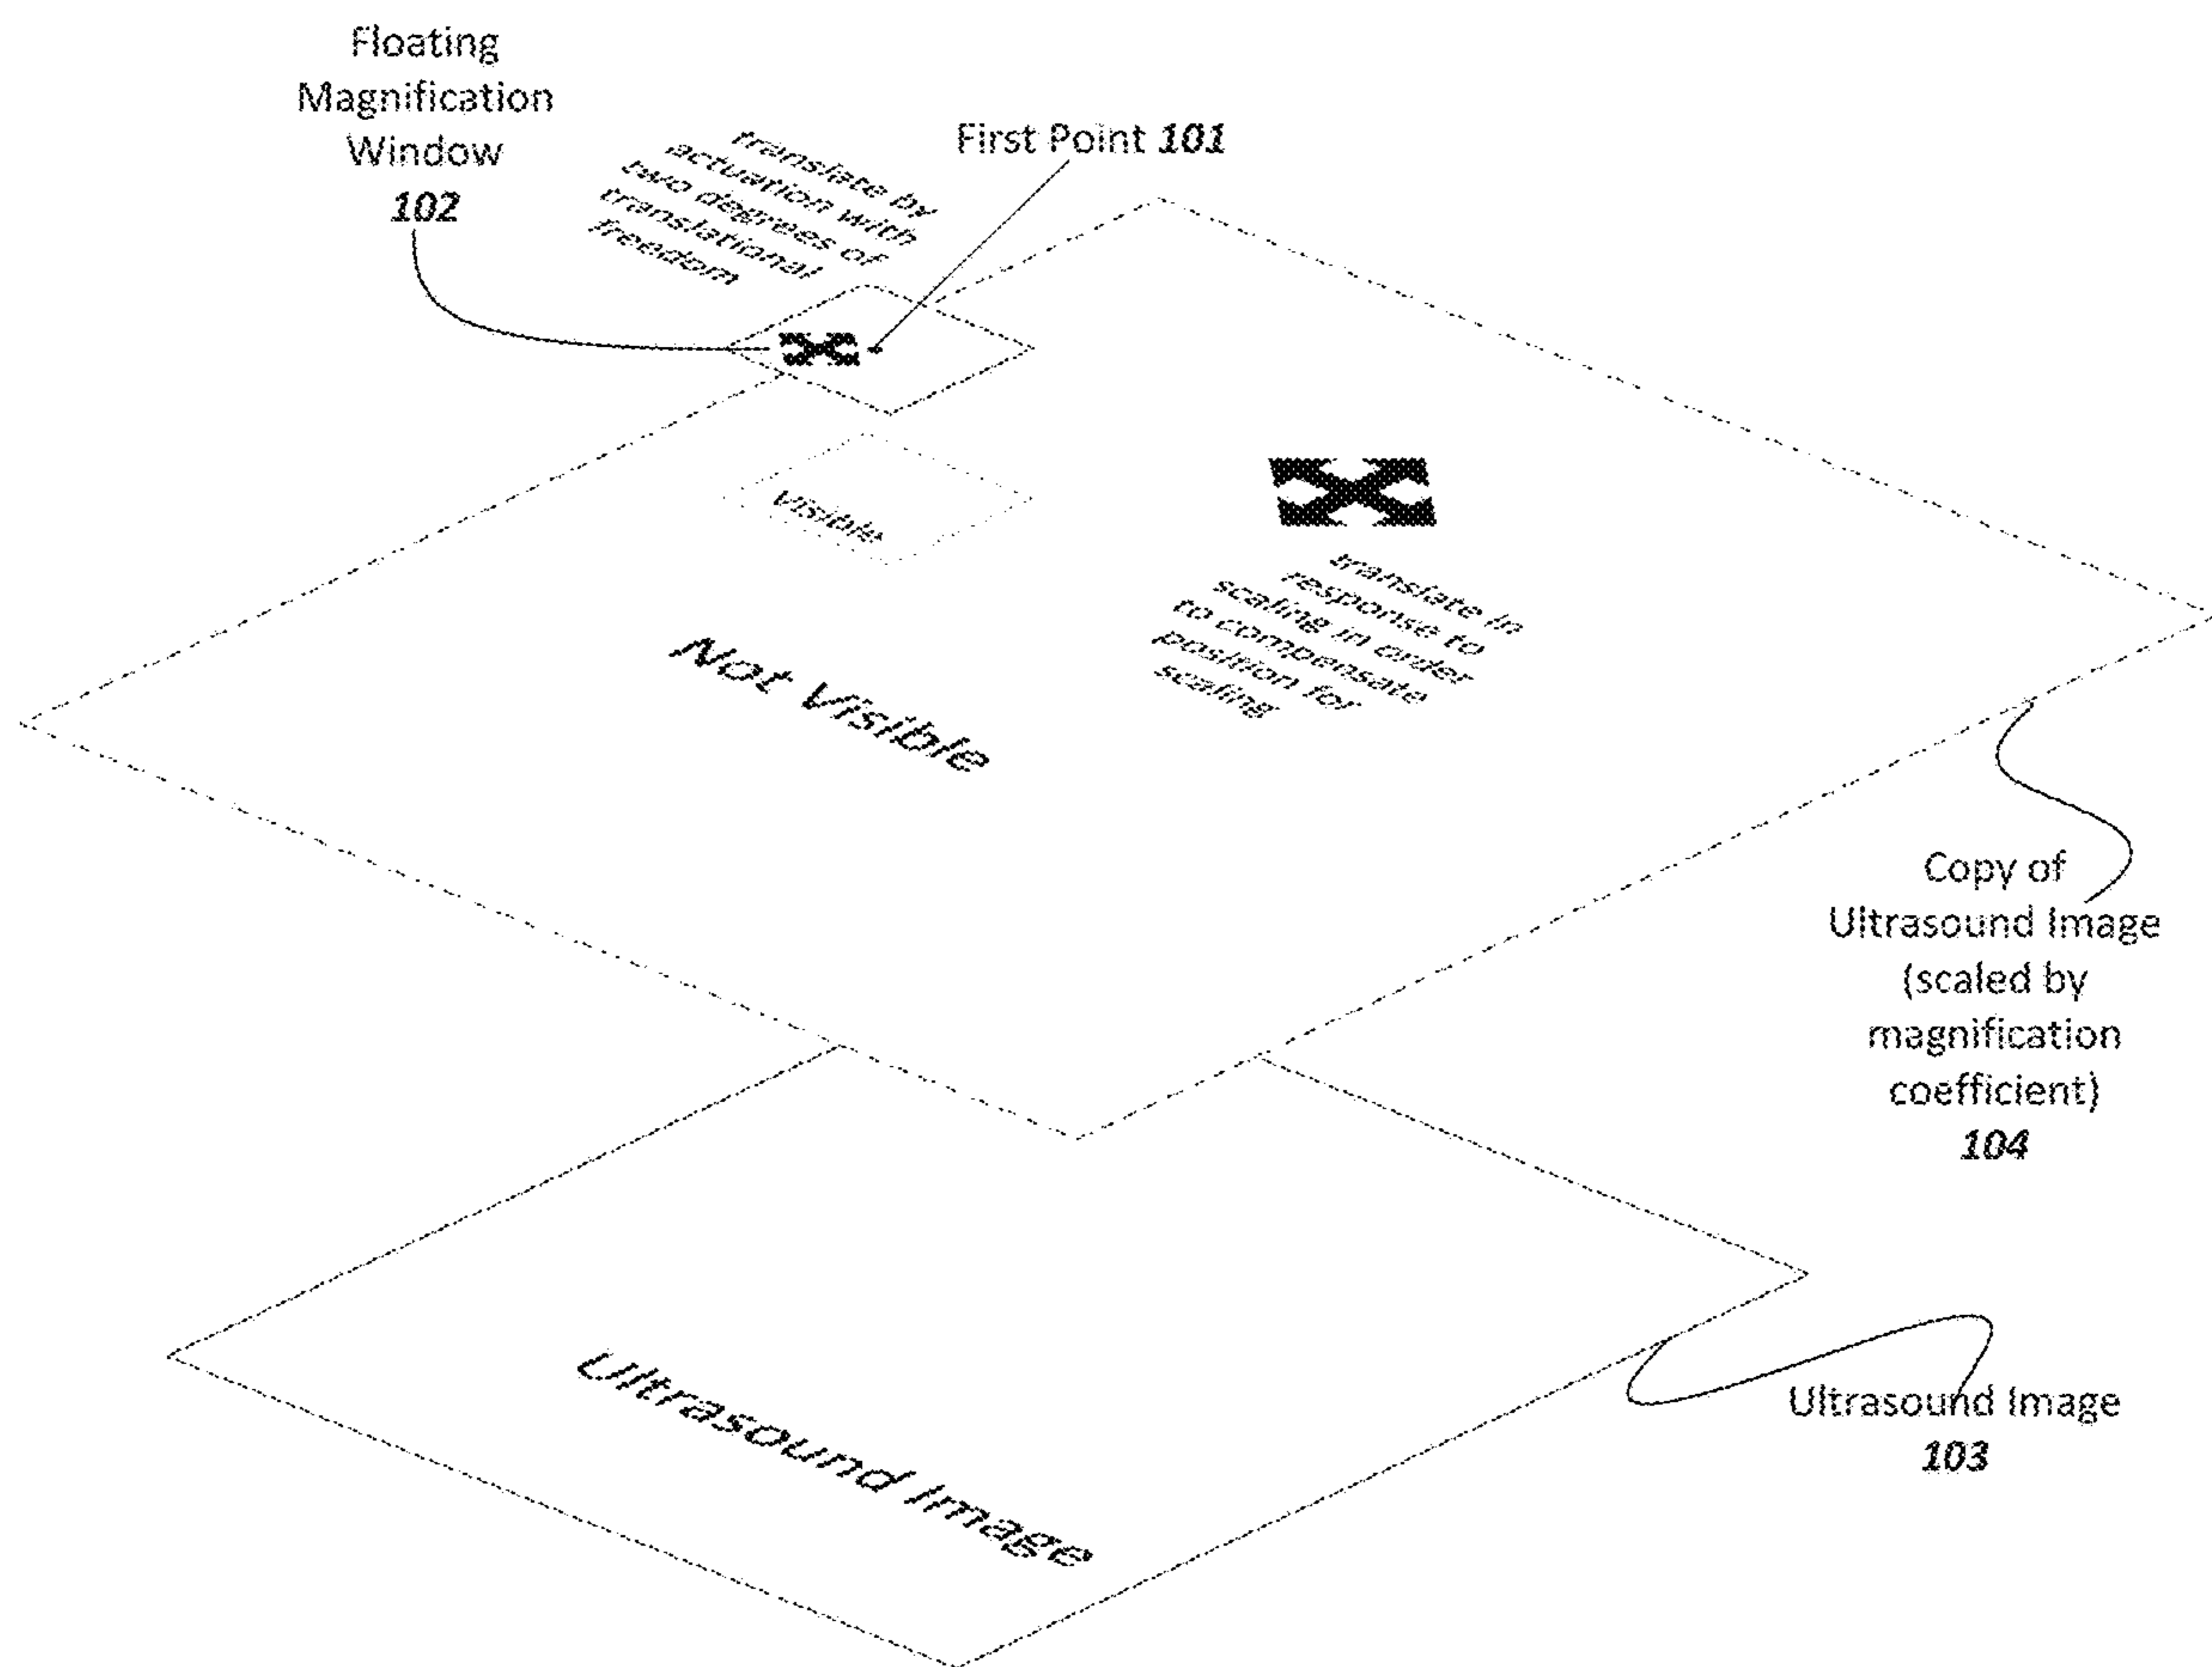 Floating
Magnification
Window
102
translate by
actuation with
two degrees of
translational
freedom
First Point 101
Visible
Not Visible
translate in
response to
scaling in order
to compensate
position for
scaling
Copy of
Ultrasound Image
(scaled by
magnification
coefficient)
104
Ultrasound Image
Ultrasound Image
103